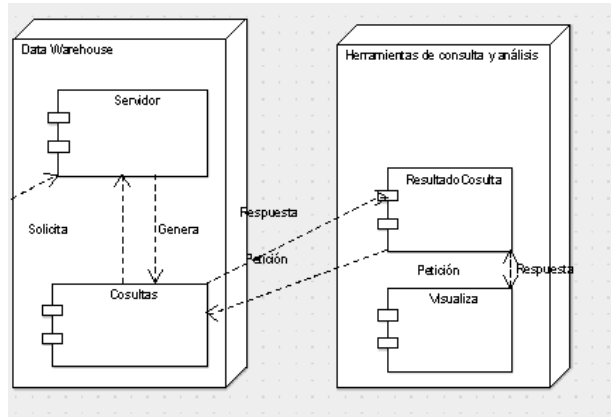 Data Warehouse
Servidor
Solicita
Genera
Cosultas
Respuesta
Petición
Herramientas de consulta y análisis
ResultadoCosulta
Petición
Respuesta
Visualiza